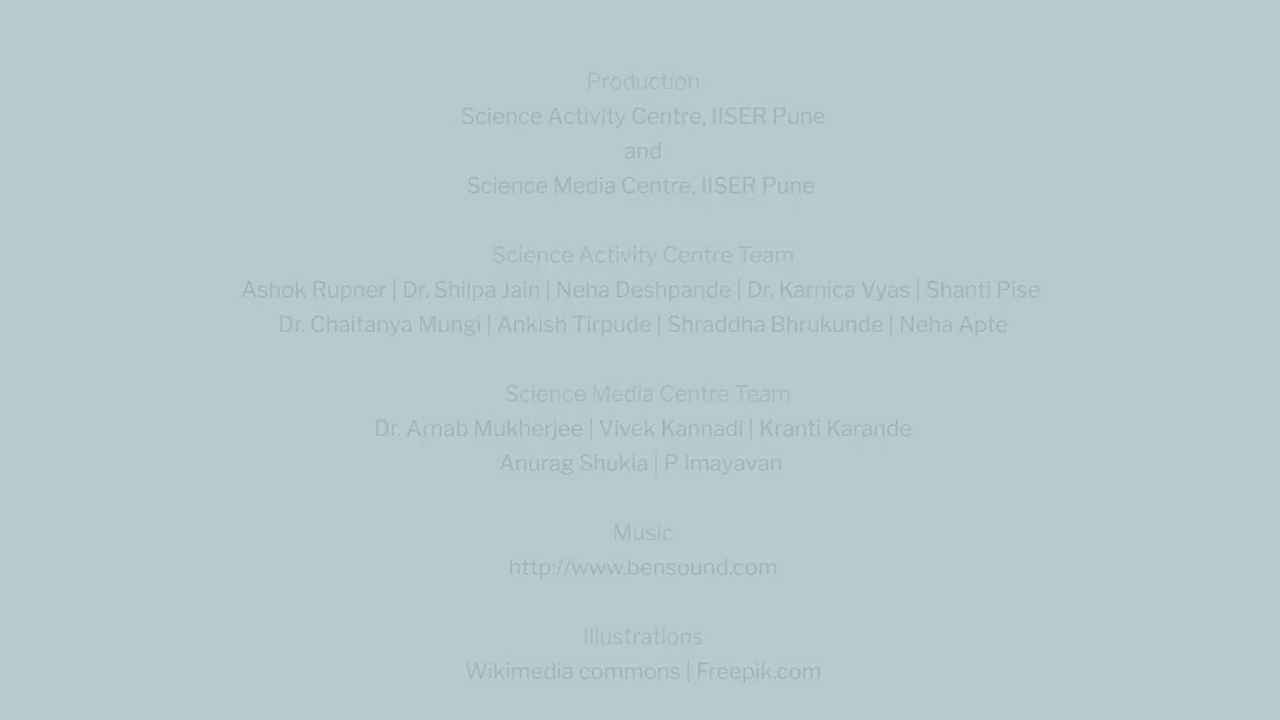 Production
Science Activity Centre, IISER Pune
and
Science Media Centre, IISER Pune
Science Activity Centre Team
Ashok Rupner | Dr. Shilpa Jain | Neha Deshpande | Dr. Karnica Vyas | Shanti Pise
Dr. Chaitanya Mungi | Ankish Tirpude | Shraddha Bhrukunde | Neha Apte
Science Media Centre Team
Dr. Arnab Mukherjee | Vivek Kannadi | Kranti Karande
Anurag Shukla | P Imayavan
Music
http://www.bensound.com
Illustrations
Wikimedia commons | Freepik.com